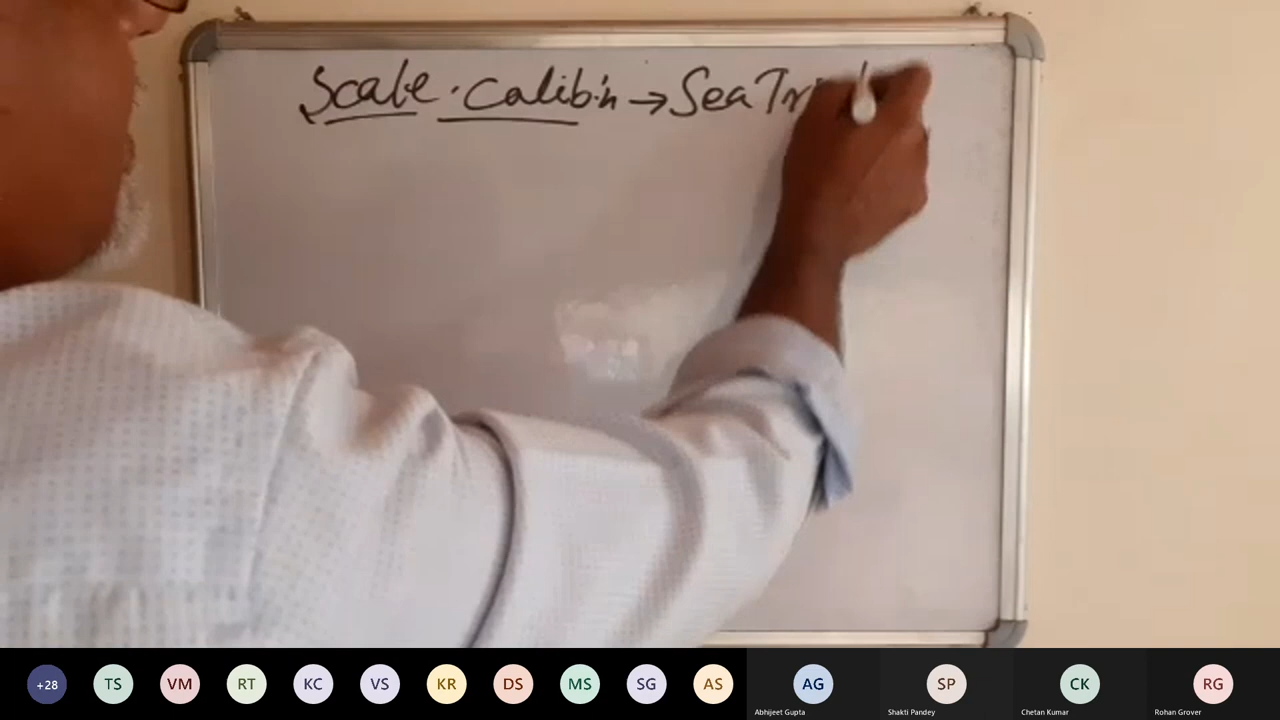 Scale. Calib'n → Sea Tr
+28 TS VM RT KC VS KR DS MS SG AS AG SP CK RG
Abhijeet Gupta Shakti Pandey Chetan Kumar Rohan Grover